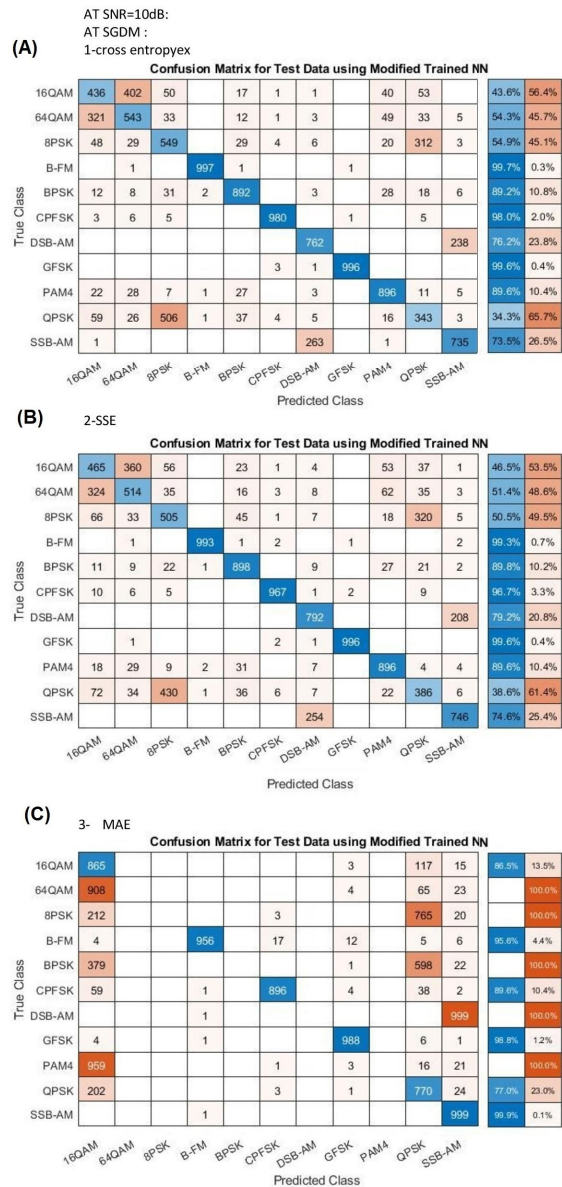 AT SNR=10dB:
AT SGDM :
1-cross entropyex
(A)
Confusion Matrix for Test Data using Modified Trained NN
True Class
16QAM 436 402 50 17 1 1 40 53 43.6% 56.4%
64QAM 321 543 33 12 1 3 49 33 5 54.3% 45.7%
8PSK 48 29 549 29 4 6 20 312 3 54.9% 45.1%
B-FM 1 997 1 1 99.7% 0.3%
BPSK 12 8 31 2 892 3 28 18 6 89.2% 10.8%
CPFSK 3 6 5 980 1 5 98.0% 2.0%
DSB-AM 762 238 76.2% 23.8%
GFSK 3 1 996 99.6% 0.4%
PAM4 22 28 7 1 27 3 896 11 5 89.6% 10.4%
QPSK 59 26 506 1 37 4 5 16 343 3 34.3% 65.7%
SSB-AM 1 263 1 735 73.5% 26.5%
16QAM 64QAM 8PSK B-FM BPSK CPFSK DSB-AM GFSK PAM4 QPSK SSB-AM
Predicted Class
(B)
2-SSE
Confusion Matrix for Test Data using Modified Trained NN
True Class
16QAM 465 360 56 23 1 4 53 37 1 46.5% 53.5%
64QAM 324 514 35 16 3 8 62 35 3 51.4% 48.6%
8PSK 66 33 505 45 1 7 18 320 5 50.5% 49.5%
B-FM 1 993 1 2 1 2 99.3% 0.7%
BPSK 11 9 22 1 898 9 27 21 2 89.8% 10.2%
CPFSK 10 6 5 967 1 2 9 96.7% 3.3%
DSB-AM 792 208 79.2% 20.8%
GFSK 1 2 1 996 99.6% 0.4%
PAM4 18 29 9 2 31 7 896 4 4 89.6% 10.4%
QPSK 72 34 430 1 36 6 7 22 386 6 38.6% 61.4%
SSB-AM 254 746 74.6% 25.4%
16QAM 64QAM 8PSK B-FM BPSK CPFSK DSB-AM GFSK PAM4 QPSK SSB-AM
Predicted Class
(C)
3- MAE
Confusion Matrix for Test Data using Modified Trained NN
True Class
16QAM 865 3 117 15 86.5% 13.5%
64QAM 908 4 65 23 100.0%
8PSK 212 3 765 20 100.0%
B-FM 4 956 17 12 5 6 95.6% 4.4%
BPSK 379 1 598 22 100.0%
CPFSK 59 1 896 4 38 2 89.6% 10.4%
DSB-AM 1 999 100.0%
GFSK 4 1 988 6 1 98.8% 1.2%
PAM4 959 1 3 16 21 100.0%
QPSK 202 3 1 770 24 77.0% 23.0%
SSB-AM 1 999 99.9% 0.1%
16QAM 64QAM 8PSK B-FM BPSK CPFSK DSB-AM GFSK PAM4 QPSK SSB-AM
Predicted Class